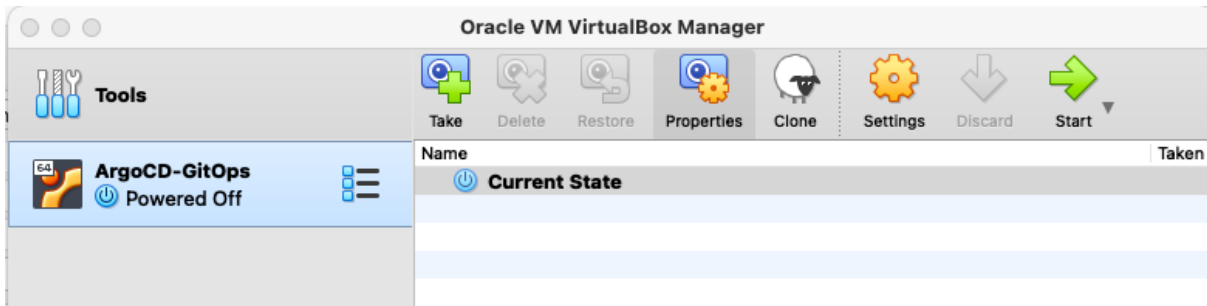 Oracle VM VirtualBox Manager
Tools
Take Delete Restore Properties Clone Settings Discard Start
Name Taken
64
ArgoCD-GitOps
Powered Off
Current State